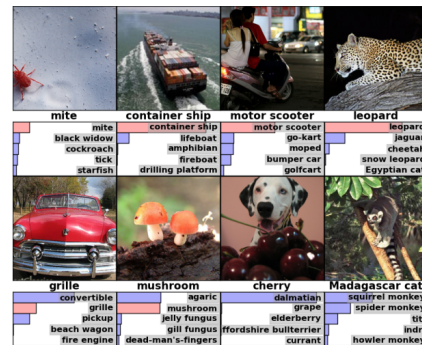 mite
container ship
motor scooter
leopard
mite
black widow
cockroach
tick
starfish
container ship
lifeboat
amphibian
fireboat
drilling platform
motor scooter
go-kart
moped
bumper car
golfcart
leopard
jaguar
cheetah
snow leopard
Egyptian cat
grille
mushroom
cherry
Madagascar cat
convertible
grille
pickup
beach wagon
fire engine
agaric
mushroom
jelly fungus
gill fungus
dead-man's-fingers
dalmatian
grape
elderberry
ffordshire bullterrier
currant
squirrel monkey
spider monkey
titi
indri
howler monkey